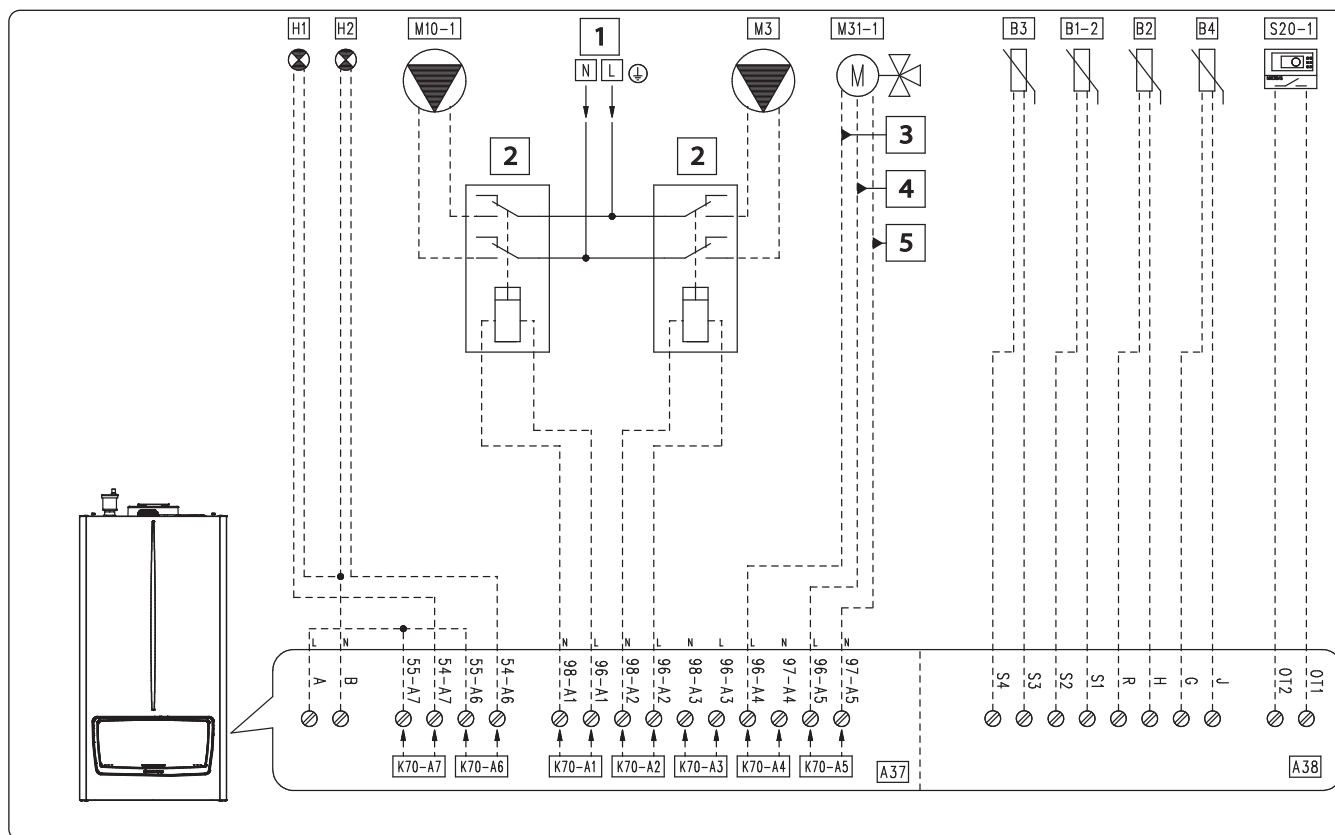 H1 H2 M10-1 1 M3 M31-1 B3 B1-2 B2 B4 S20-1
N L
M
3
2 2
4
5
L N N L N L N L L N L N
A B 55-A7 54-A7 55-A6 54-A6 98-A1 96-A1 98-A2 96-A2 98-A3 96-A3 96-A4 97-A4 96-A5 97-A5 S4 S3 S2 S1 R H G J OT2 OT1
K70-A7 K70-A6 K70-A1 K70-A2 K70-A3 K70-A4 K70-A5 A37 A38